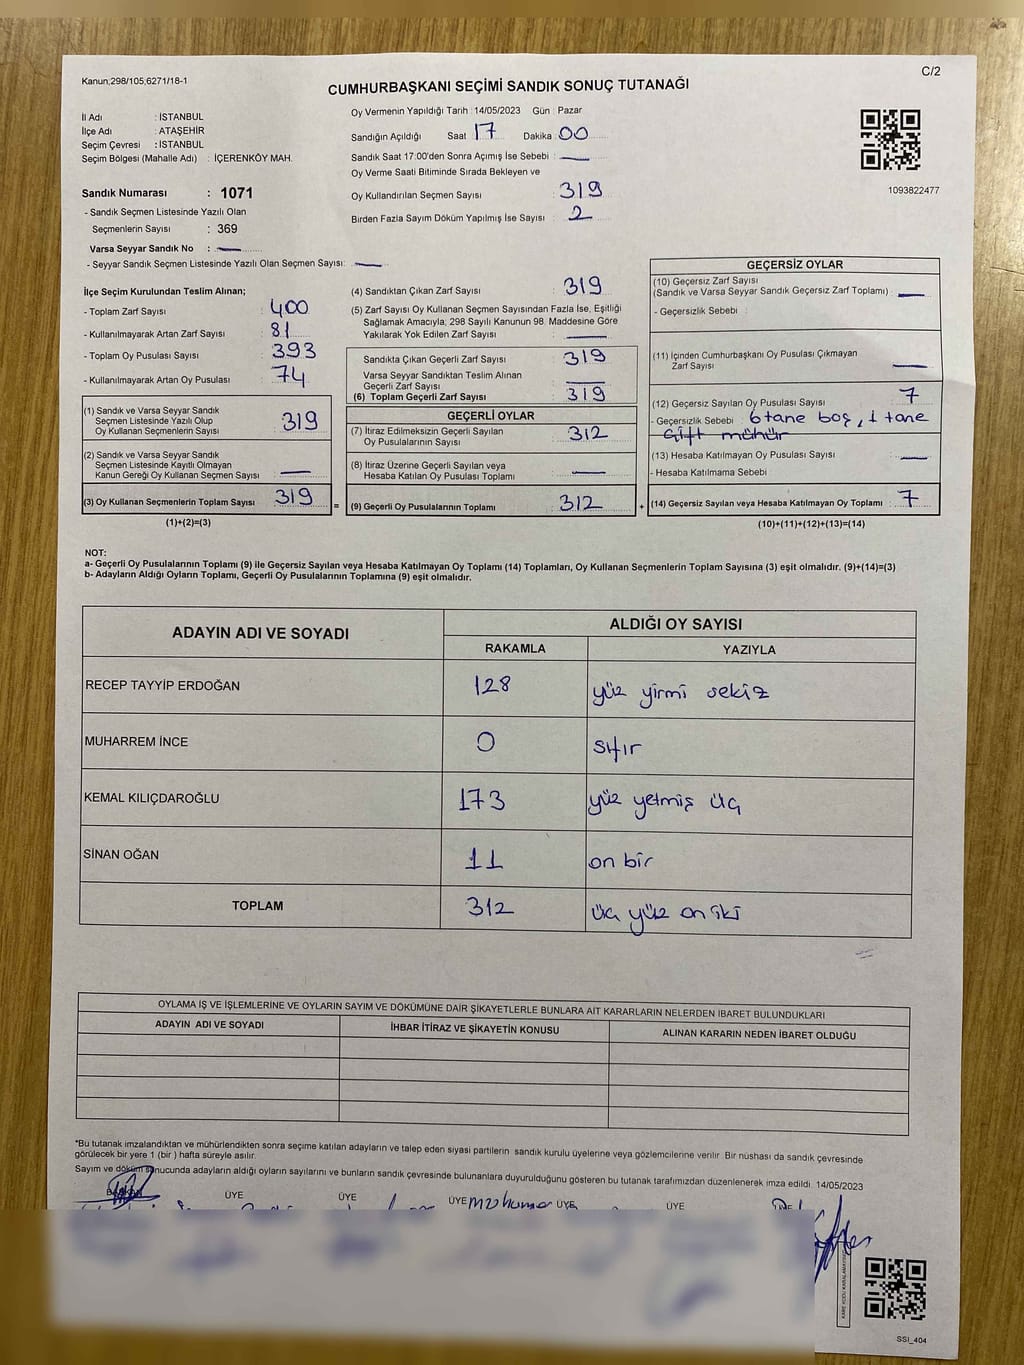 Kanun;298/105,6271/18-1
C/2
CUMHURBAŞKANI SEÇİMİ SANDIK SONUÇ TUTANAĞI
İl Adı : İSTANBUL
İlçe Adı : ATAŞEHİR
Seçim Çevresi : İSTANBUL
Seçim Bölgesi (Mahalle Adı) : İÇERENKÖY MAH.
Sandık Numarası : 1071
- Sandık Seçmen Listesinde Yazılı Olan
Seçmenlerin Sayısı : 369
Varsa Seyyar Sandık No : —
- Seyyar Sandık Seçmen Listesinde Yazılı Olan Seçmen Sayısı: —
Oy Vermenin Yapıldığı Tarih : 14/05/2023 Gün : Pazar
Sandığın Açıldığı Saat 17 Dakika 00
Sandık Saat 17:00'den Sonra Açımış İse Sebebi : —
Oy Verme Saati Bitiminde Sırada Bekleyen ve
Oy Kullandırılan Seçmen Sayısı : 319
Birden Fazla Sayım Döküm Yapılmış İse Sayısı : 2
1093822477
İlçe Seçim Kurulundan Teslim Alınan;
- Toplam Zarf Sayısı : 400
- Kullanılmayarak Artan Zarf Sayısı : 81
- Toplam Oy Pusulası Sayısı : 393
- Kullanılmayarak Artan Oy Pusulası : 74
(1) Sandık ve Varsa Seyyar Sandık
Seçmen Listesinde Yazılı Olup
Oy Kullanan Seçmenlerin Sayısı : 319
(2) Sandık ve Varsa Seyyar Sandık
Seçmen Listesinde Kayıtlı Olmayan
Kanun Gereği Oy Kullanan Seçmen Sayısı : —
(3) Oy Kullanan Seçmenlerin Toplam Sayısı : 319
(1)+(2)=(3)
=
(4) Sandıktan Çıkan Zarf Sayısı : 319
(5) Zarf Sayısı Oy Kullanan Seçmen Sayısından Fazla İse, Eşitliği
Sağlamak Amacıyla; 298 Sayılı Kanunun 98. Maddesine Göre
Yakılarak Yok Edilen Zarf Sayısı : —
Sandıkta Çıkan Geçerli Zarf Sayısı : 319
Varsa Seyyar Sandıktan Teslim Alınan
Geçerli Zarf Sayısı : —
(6) Toplam Geçerli Zarf Sayısı : 319
GEÇERLİ OYLAR
(7) İtiraz Edilmeksizin Geçerli Sayılan
Oy Pusulalarının Sayısı : 312
(8) İtiraz Üzerine Geçerli Sayılan veya
Hesaba Katılan Oy Pusulası Toplamı : —
(9) Geçerli Oy Pusulalarının Toplamı : 312
+
GEÇERSİZ OYLAR
(10) Geçersiz Zarf Sayısı
(Sandık ve Varsa Seyyar Sandık Geçersiz Zarf Toplamı) : —
- Geçersizlik Sebebi :
(11) İçinden Cumhurbaşkanı Oy Pusulası Çıkmayan
Zarf Sayısı : —
(12) Geçersiz Sayılan Oy Pusulası Sayısı : 7
- Geçersizlik Sebebi : 6 tane boş, 1 tane
çift mühür
(13) Hesaba Katılmayan Oy Pusulası Sayısı : —
- Hesaba Katılmama Sebebi :
(14) Geçersiz Sayılan veya Hesaba Katılmayan Oy Toplamı : 7
(10)+(11)+(12)+(13)=(14)
NOT:
a- Geçerli Oy Pusulalarının Toplamı (9) ile Geçersiz Sayılan veya Hesaba Katılmayan Oy Toplamı (14) Toplamları, Oy Kullanan Seçmenlerin Toplam Sayısına (3) eşit olmalıdır. (9)+(14)=(3)
b- Adayların Aldığı Oyların Toplamı, Geçerli Oy Pusulalarının Toplamına (9) eşit olmalıdır.
ADAYIN ADI VE SOYADI
ALDIĞI OY SAYISI
RAKAMLA YAZIYLA
RECEP TAYYİP ERDOĞAN 128 yüz yirmi sekiz
MUHARREM İNCE 0 sıfır
KEMAL KILIÇDAROĞLU 173 yüz yetmiş üç
SİNAN OĞAN 11 on bir
TOPLAM 312 üç yüz on iki
OYLAMA İŞ VE İŞLEMLERİNE VE OYLARIN SAYIM VE DÖKÜMÜNE DAİR ŞİKAYETLERLE BUNLARA AİT KARARLARIN NELERDEN İBARET BULUNDUKLARI
ADAYIN ADI VE SOYADI İHBAR İTİRAZ VE ŞİKAYETİN KONUSU ALINAN KARARIN NEDEN İBARET OLDUĞU
*Bu tutanak imzalandıktan ve mühürlendikten sonra seçime katılan adayların ve talep eden siyasi partilerin sandık kurulu üyelerine veya gözlemcilerine verilir. Bir nüshası da sandık çevresinde
görülecek bir yere 1 (bir ) hafta süreyle asılır.
Sayım ve döküm sonucunda adayların aldığı oyların sayılarını ve bunların sandık çevresinde bulunanlara duyurulduğunu gösteren bu tutanak tarafımızdan düzenlenerek imza edildi. 14/05/2023
BAŞKAN ÜYE ÜYE ÜYE ÜYE ÜYE ÜYE
SSI_404